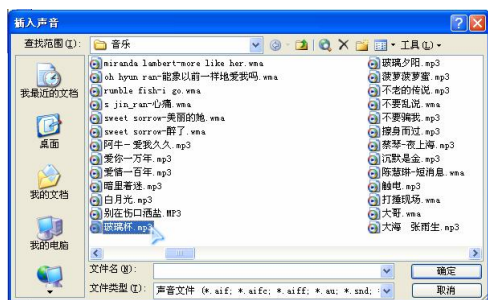 插入声音
查找范围(I):
音乐
工具(L)
我最近的文档
桌面
我的文档
我的电脑
miranda lambert-more like her.wma
oh hyun ran-能象以前一样地爱我吗.wma
rumble fish-i go.wma
s jin_ran-心痛.wma
sweet sorrow-美丽的她.wma
sweet sorrow-醉了.wma
阿牛-爱我久久.mp3
爱你一万年.mp3
爱情一百年.mp3
暗里着迷.mp3
白月光.mp3
别在伤口洒盐.MP3
玻璃杯.mp3
玻璃夕阳.mp3
菠萝菠萝蜜.mp3
不老的传说.mp3
不要乱说.wma
不要骗我.mp3
擦身而过.mp3
蔡琴-夜上海.mp3
沉默是金.mp3
陈慧琳-短消息.wma
触电.mp3
打撞现场.wma
大哥.wma
大海 张雨生.mp3
文件名(N):
确定
文件类型(T):
声音文件 (*.aif; *.aifc; *.aiff; *.au; *.snd;
取消